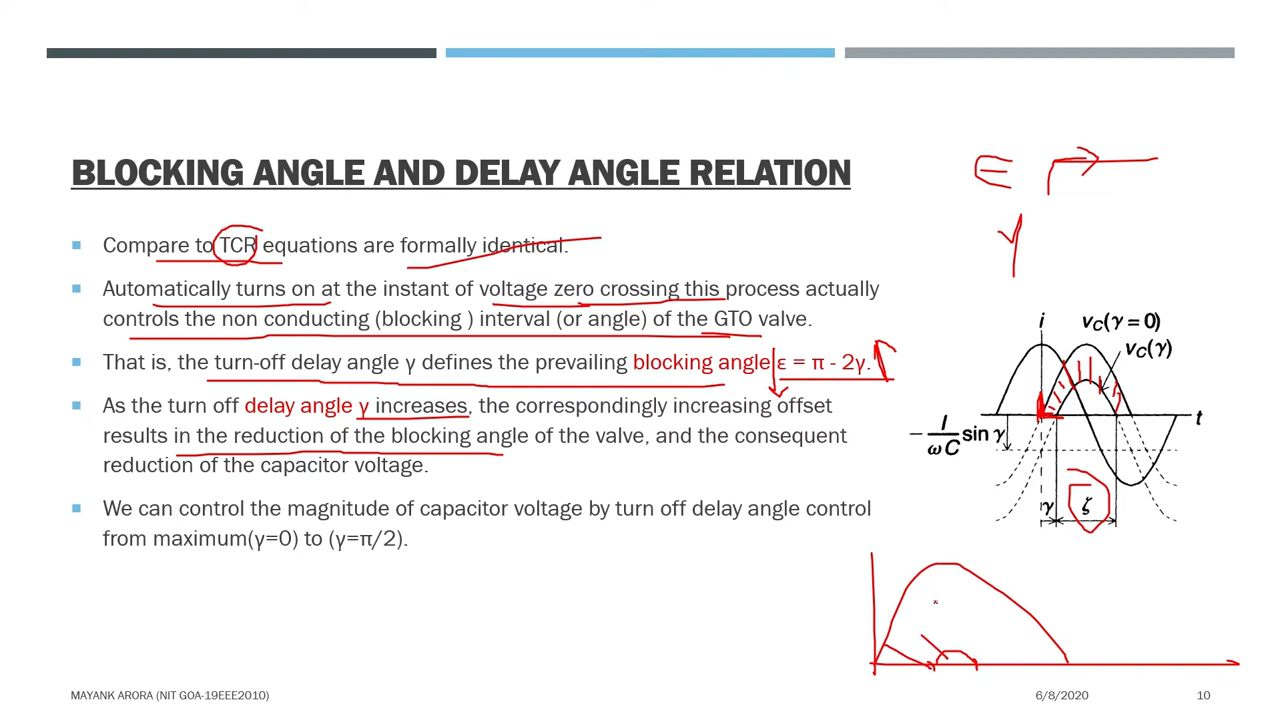 BLOCKING ANGLE AND DELAY ANGLE RELATION
Compare to TCR equations are formally identical.
Automatically turns on at the instant of voltage zero crossing this process actually
controls the non conducting (blocking ) interval (or angle) of the GTO valve.
That is, the turn-off delay angle γ defines the prevailing blocking angle ε = π - 2γ.
As the turn off delay angle γ increases, the correspondingly increasing offset
results in the reduction of the blocking angle of the valve, and the consequent
reduction of the capacitor voltage.
We can control the magnitude of capacitor voltage by turn off delay angle control
from maximum(γ=0) to (γ=π/2).
∈
γ
i
vC(γ = 0)
vC(γ)
t
- I/ωC sin γ
γ
ζ
MAYANK ARORA (NIT GOA-19EEE2010)
6/8/2020
10